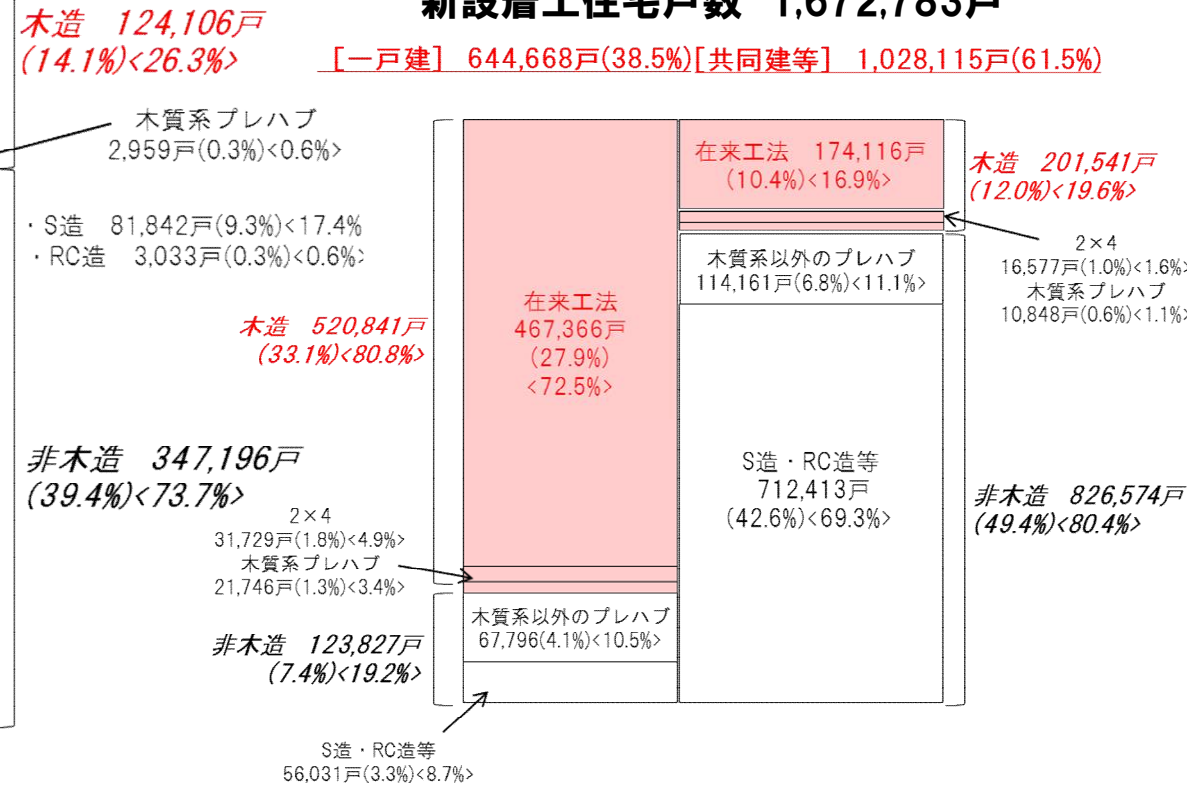 新設着工住宅戸数 1,672,783戸
[一戸建] 644,668戸(38.5%)[共同建等] 1,028,115戸(61.5%)
木造 124,106戸
(14.1%)<26.3%>
木質系プレハブ
2,959戸(0.3%)<0.6%>
・S造 81,842戸(9.3%)<17.4%
・RC造 3,033戸(0.3%)<0.6%>
非木造 347,196戸
(39.4%)<73.7%>
木造 520,841戸
(33.1%)<80.8%>
在来工法
467,366戸
(27.9%)
<72.5%>
2×4
31,729戸(1.8%)<4.9%>
木質系プレハブ
21,746戸(1.3%)<3.4%>
非木造 123,827戸
(7.4%)<19.2%>
木質系以外のプレハブ
67,796(4.1%)<10.5%>
S造・RC造等
56,031戸(3.3%)<8.7%>
在来工法 174,116戸
(10.4%)<16.9%>
木造 201,541戸
(12.0%)<19.6%>
2×4
16,577戸(1.0%)<1.6%>
木質系プレハブ
10,848戸(0.6%)<1.1%>
木質系以外のプレハブ
114,161戸(6.8%)<11.1%>
S造・RC造等
712,413戸
(42.6%)<69.3%>
非木造 826,574戸
(49.4%)<80.4%>